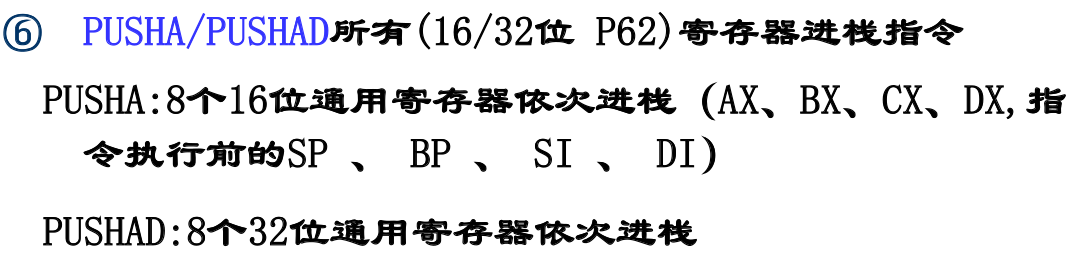 ⑥ PUSHA/PUSHAD所有(16/32位 P62)寄存器进栈指令
PUSHA:8个16位通用寄存器依次进栈 (AX、BX、CX、DX,指
令执行前的SP 、 BP 、 SI 、 DI)
PUSHAD:8个32位通用寄存器依次进栈